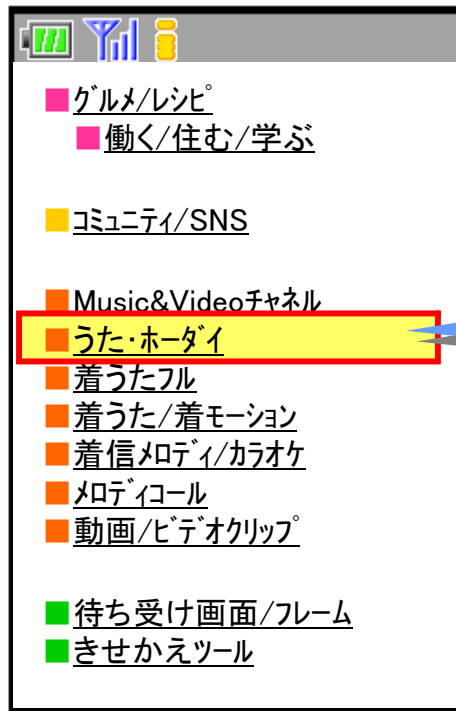 ■ｸﾞﾙﾒ/ﾚｼﾋﾟ
■働く/住む/学ぶ
■ｺﾐｭﾆﾃｨ/SNS
■Music&Videoﾁｬﾈﾙ
■うた・ﾎｰﾀﾞｲ
■着うたﾌﾙ
■着うた/着ﾓｰｼｮﾝ
■着信ﾒﾛﾃﾞｨ/ｶﾗｵｹ
■ﾒﾛﾃﾞｨｺｰﾙ
■動画/ﾋﾞﾃﾞｵｸﾘｯﾌﾟ
■待ち受け画面/ﾌﾚｰﾑ
■きせかえﾂｰﾙ